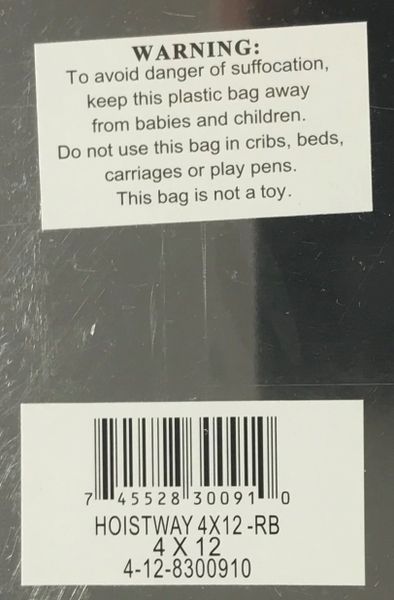 WARNING:
To avoid danger of suffocation,
keep this plastic bag away
from babies and children.
Do not use this bag in cribs, beds,
carriages or play pens.
This bag is not a toy.
7 45528 30091 0
HOISTWAY 4X12 -RB
4 X 12
4-12-8300910